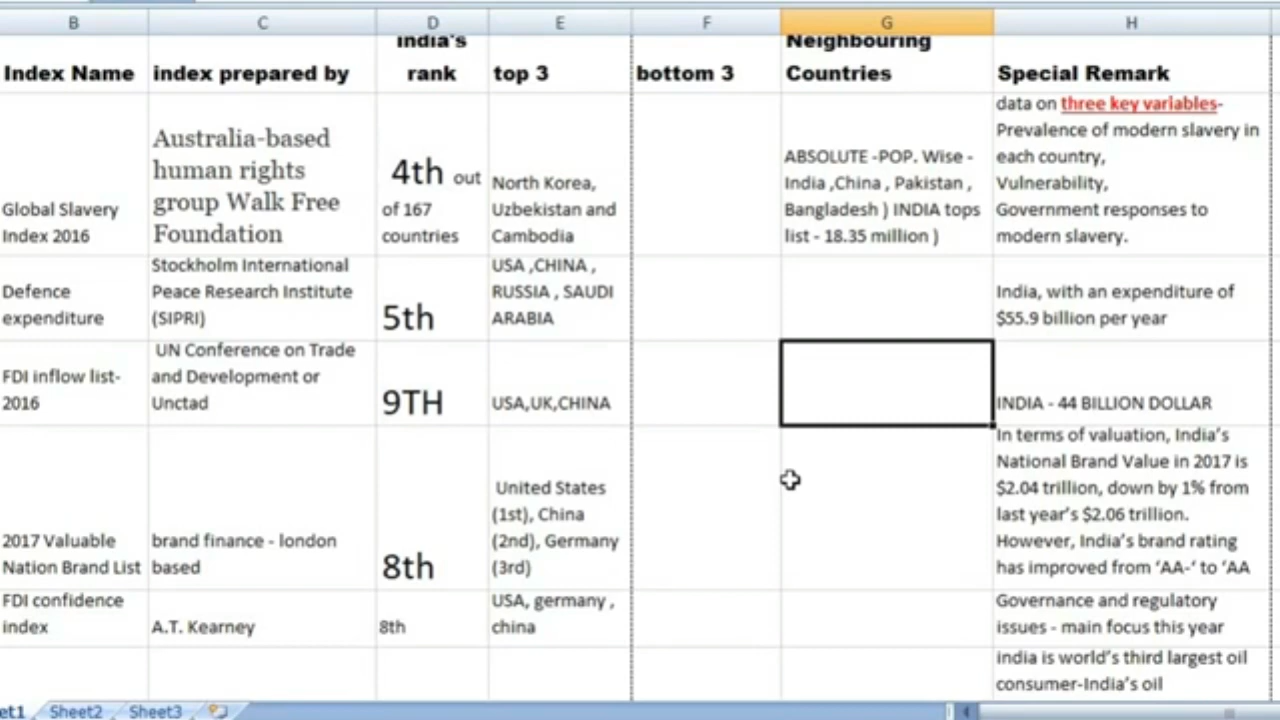 B C D E F G H
Index Name index prepared by india's rank top 3 bottom 3 Neighbouring Countries Special Remark
Global Slavery
Index 2016
Australia-based
human rights
group Walk Free
Foundation
4th out
of 167
countries
North Korea,
Uzbekistan and
Cambodia
ABSOLUTE -POP. Wise -
India ,China , Pakistan ,
Bangladesh ) INDIA tops
list - 18.35 million )
data on three key variables-
Prevalence of modern slavery in
each country,
Vulnerability,
Government responses to
modern slavery.
Defence
expenditure
Stockholm International
Peace Research Institute
(SIPRI)
5th
USA ,CHINA ,
RUSSIA , SAUDI
ARABIA
India, with an expenditure of
$55.9 billion per year
FDI inflow list-
2016
UN Conference on Trade
and Development or
Unctad
9TH
USA,UK,CHINA
INDIA - 44 BILLION DOLLAR
2017 Valuable
Nation Brand List
brand finance - london
based
8th
United States
(1st), China
(2nd), Germany
(3rd)
In terms of valuation, India's
National Brand Value in 2017 is
$2.04 trillion, down by 1% from
last year's $2.06 trillion.
However, India's brand rating
has improved from 'AA-' to 'AA
FDI confidence
index
A.T. Kearney
8th
USA, germany ,
china
Governance and regulatory
issues - main focus this year
india is world's third largest oil
consumer-India's oil
et1 Sheet2 Sheet3